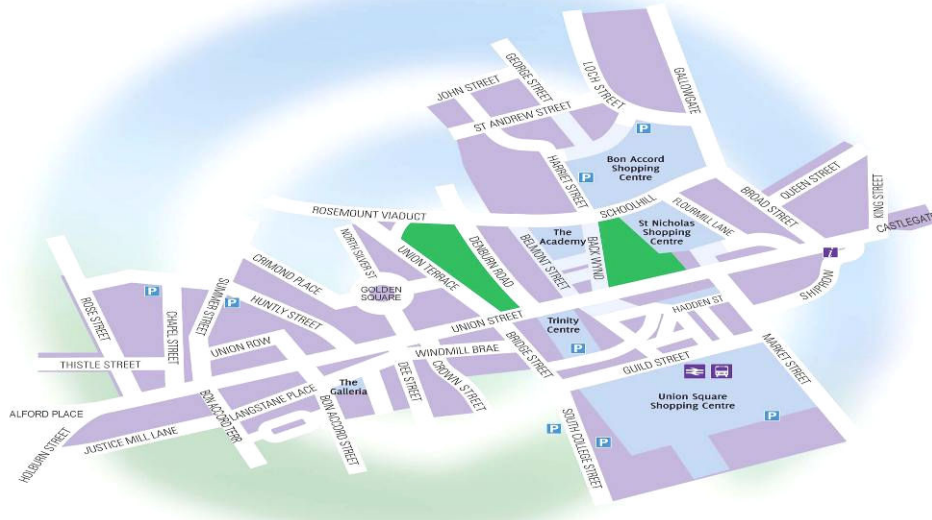 GEORGE STREET
LOCH STREET
GALLOWGATE
JOHN STREET
ST ANDREW STREET
P
Bon Accord
Shopping
Centre
P
HARRIET STREET
QUEEN STREET
KING STREET
BROAD STREET
SCHOOLHILL
FLOURMILL LANE
CASTLEGATE
ROSEMOUNT VIADUCT
St Nicholas
Shopping
Centre
The
Academy
BACK WYND
BELMONT STREET
DENBURN ROAD
UNION TERRACE
NORTH SILVER ST
GOLDEN
SQUARE
CRIMOND PLACE
HUNTLY STREET
SUMMER STREET
P
P
ROSE STREET
CHAPEL STREET
i
SHIPROW
HADDEN ST
UNION STREET
Trinity
Centre
P
BRIDGE STREET
WINDMILL BRAE
UNION ROW
THISTLE STREET
GUILD STREET
MARKET STREET
DEE STREET
CROWN STREET
The
Galleria
LANGSTANE PLACE
BON ACCORD TERR
BON ACCORD STREET
Union Square
Shopping Centre
P
P
P
SOUTH COLLEGE STREET
ALFORD PLACE
HOLBURN STREET
JUSTICE MILL LANE